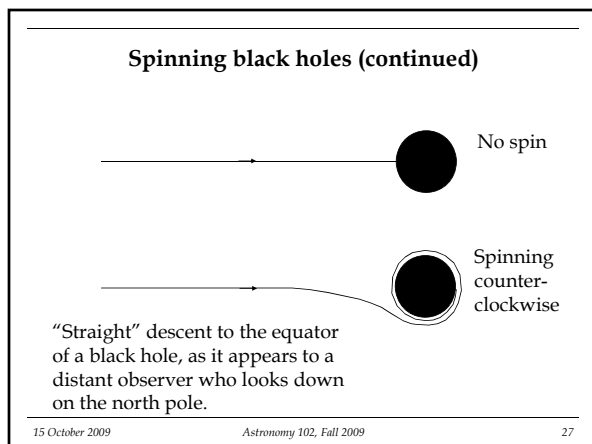 Spinning black holes (continued)
No spin
Spinning
counter-
clockwise
“Straight” descent to the equator
of a black hole, as it appears to a
distant observer who looks down
on the north pole.
15 October 2009
Astronomy 102, Fall 2009
27